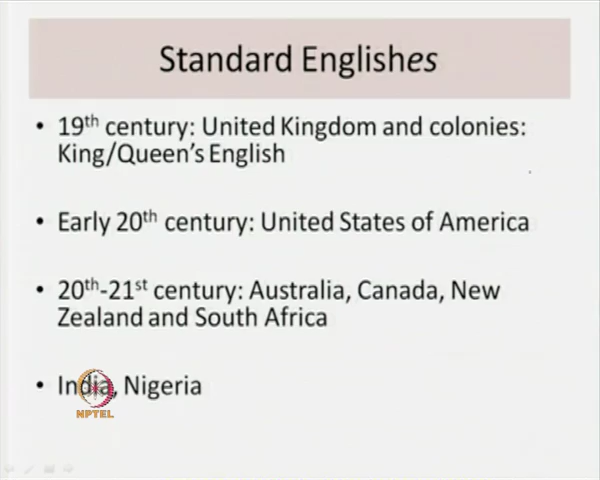 Standard Englishes
• 19th century: United Kingdom and colonies:
King/Queen's English
• Early 20th century: United States of America
• 20th-21st century: Australia, Canada, New
Zealand and South Africa
• India, Nigeria
NPTEL